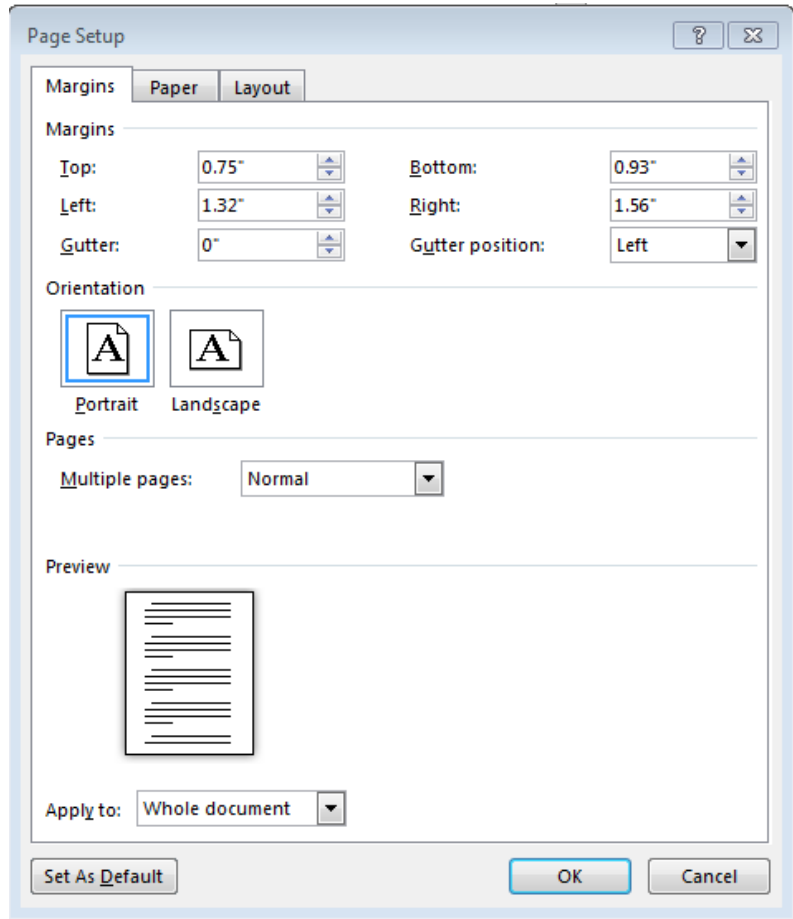 Page Setup
Margins Paper Layout
Margins
Top: 0.75" Bottom: 0.93"
Left: 1.32" Right: 1.56"
Gutter: 0" Gutter position: Left
Orientation
A A
Portrait Landscape
Pages
Multiple pages: Normal
Preview
Apply to: Whole document
Set As Default OK Cancel